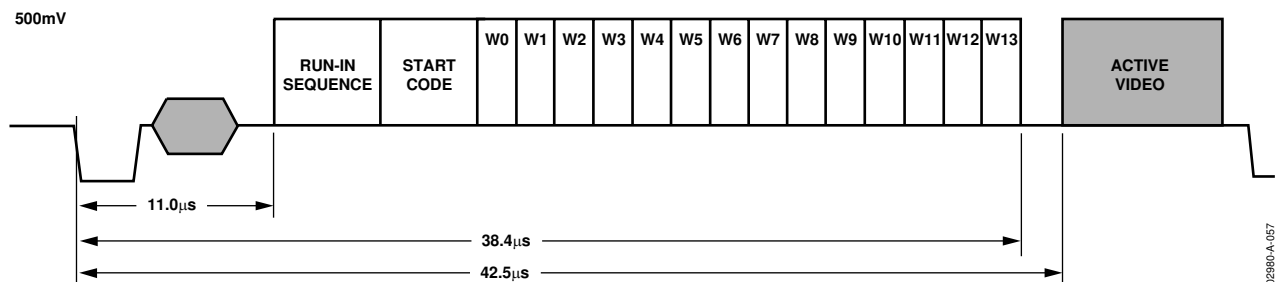 500mV
RUN-IN
SEQUENCE
START
CODE
W0 W1 W2 W3 W4 W5 W6 W7 W8 W9 W10 W11 W12 W13
ACTIVE
VIDEO
11.0μs
38.4μs
42.5μs
02980-A-057